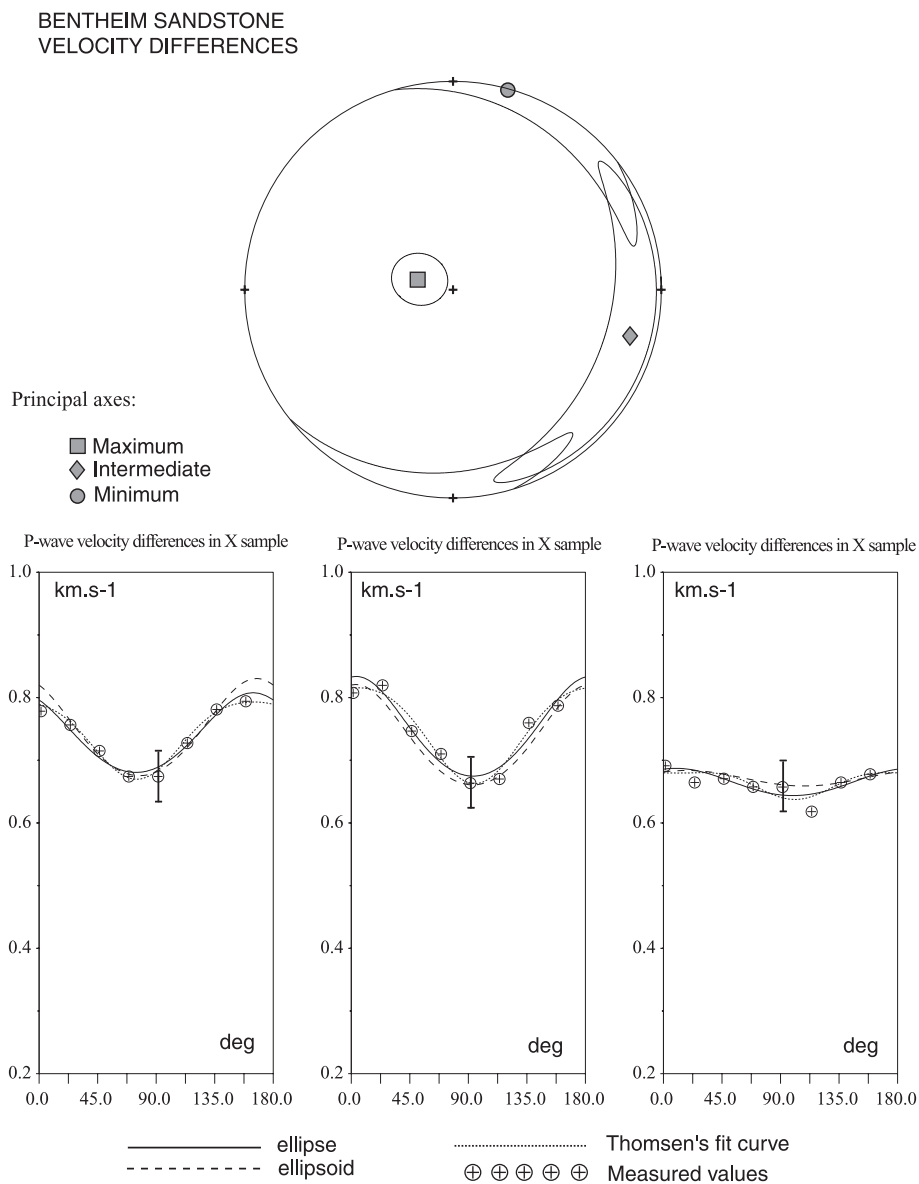 BENTHEIM SANDSTONE
VELOCITY DIFFERENCES
Principal axes:
Maximum
Intermediate
Minimum
P-wave velocity differences in X sample P-wave velocity differences in X sample P-wave velocity differences in X sample
1.0 1.0 1.0
km.s-1 km.s-1 km.s-1
0.8 0.8 0.8
0.6 0.6 0.6
0.4 0.4 0.4
deg deg deg
0.2 0.2 0.2
0.0 45.0 90.0 135.0 180.0 0.0 45.0 90.0 135.0 180.0 0.0 45.0 90.0 135.0 180.0
ellipse Thomsen's fit curve
ellipsoid Measured values